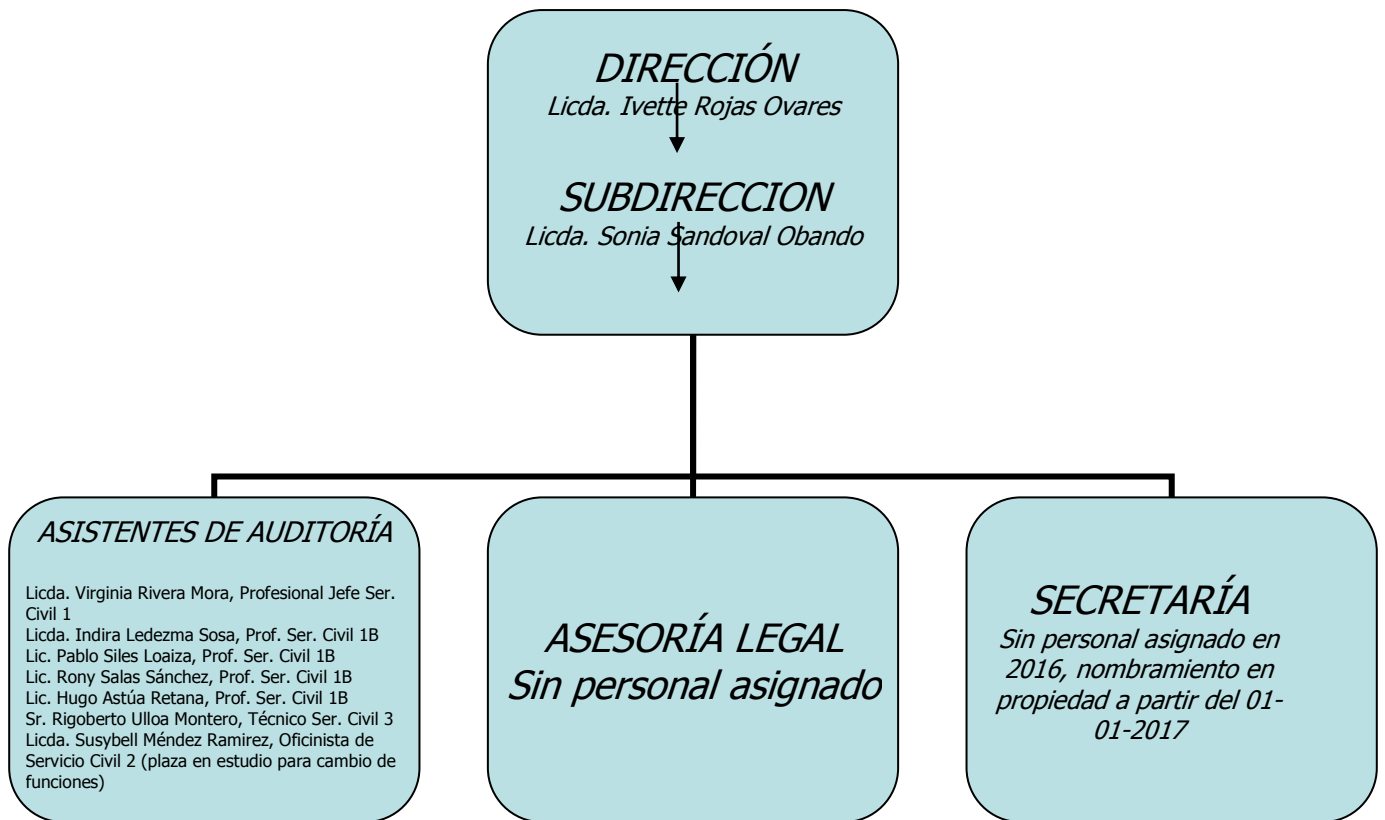 DIRECCIÓN
Licda. Ivette Rojas Ovares
SUBDIRECCION
Licda. Sonia Sandoval Obando
ASISTENTES DE AUDITORÍA
Licda. Virginia Rivera Mora, Profesional Jefe Ser.
Civil 1
Licda. Indira Ledezma Sosa, Prof. Ser. Civil 1B
Lic. Pablo Siles Loaiza, Prof. Ser. Civil 1B
Lic. Rony Salas Sánchez, Prof. Ser. Civil 1B
Lic. Hugo Astúa Retana, Prof. Ser. Civil 1B
Sr. Rigoberto Ulloa Montero, Técnico Ser. Civil 3
Licda. Susybell Méndez Ramirez, Oficinista de
Servicio Civil 2 (plaza en estudio para cambio de
funciones)
ASESORÍA LEGAL
Sin personal asignado
SECRETARÍA
Sin personal asignado en
2016, nombramiento en
propiedad a partir del 01-
01-2017